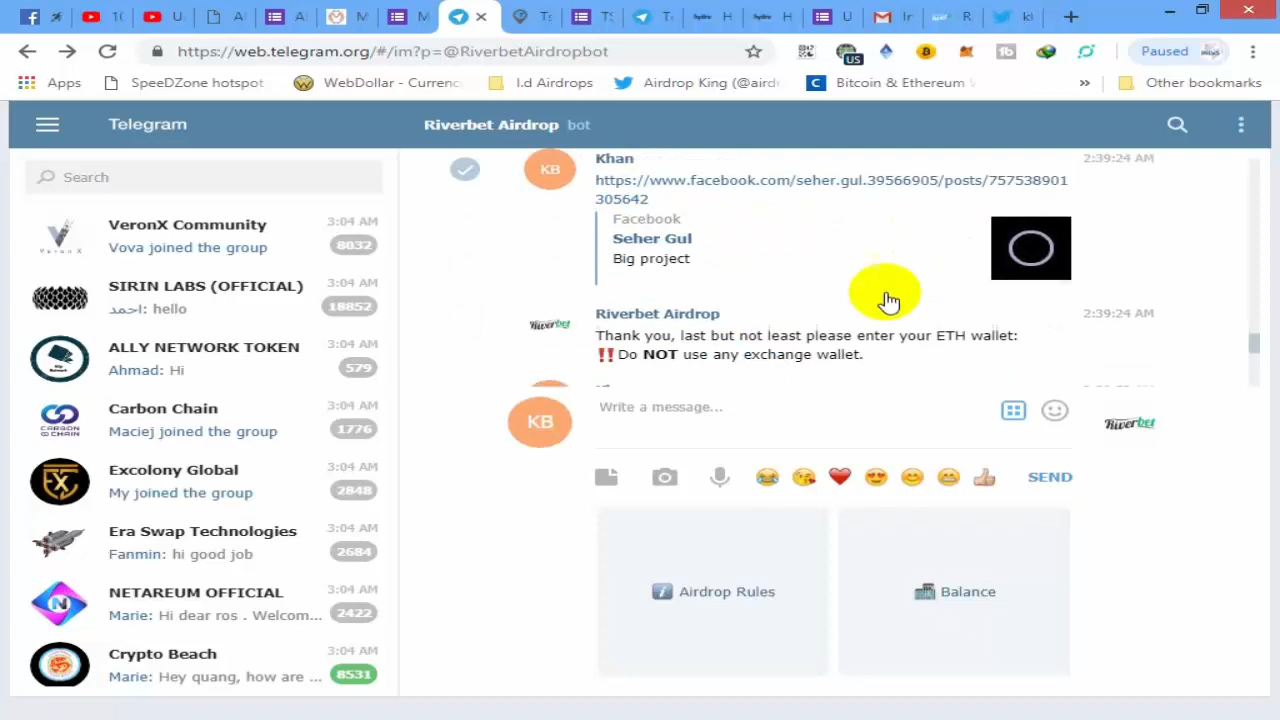 https://web.telegram.org/#/im?p=@RiverbetAirdropbot
Paused
US
Apps
SpeeDZone hotspot
WebDollar - Currenc
I.d Airdrops
Airdrop King (@aird
Bitcoin & Ethereum
»
Other bookmarks
Telegram
Riverbet Airdrop bot
Search
VeronX Community
3:04 AM
Vova joined the group
8032
SIRIN LABS (OFFICIAL)
3:04 AM
احمد: hello
18852
ALLY NETWORK TOKEN
3:04 AM
Ahmad: Hi
579
Carbon Chain
3:04 AM
Maciej joined the group
1776
Excolony Global
3:04 AM
My joined the group
2848
Era Swap Technologies
3:04 AM
Fanmin: hi good job
2684
NETAREUM OFFICIAL
3:04 AM
Marie: Hi dear ros . Welcom...
2422
Crypto Beach
3:04 AM
Marie: Hey quang, how are ...
8531
KB
Khan
2:39:24 AM
https://www.facebook.com/seher.gul.39566905/posts/757538901
305642
Facebook
Seher Gul
Big project
Riverbet
Riverbet Airdrop
2:39:24 AM
Thank you, last but not least please enter your ETH wallet:
‼️Do NOT use any exchange wallet.
KB
Write a message...
Riverbet
SEND
Airdrop Rules
Balance